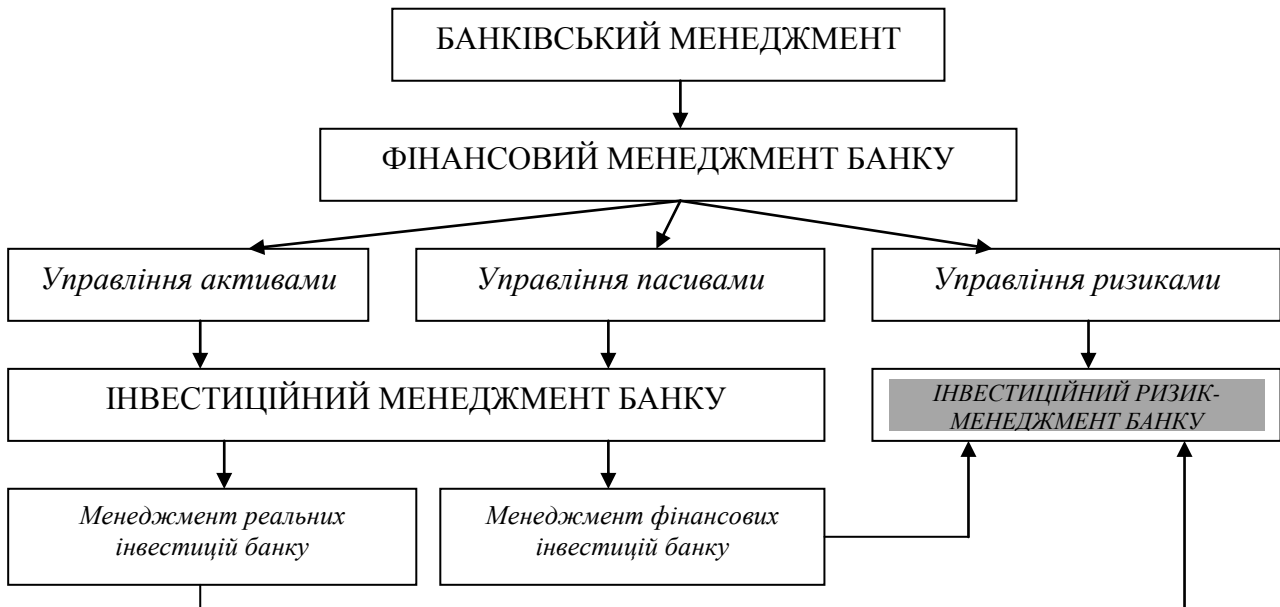 БАНКІВСЬКИЙ МЕНЕДЖМЕНТ
ФІНАНСОВИЙ МЕНЕДЖМЕНТ БАНКУ
Управління активами
Управління пасивами
Управління ризиками
ІНВЕСТИЦІЙНИЙ МЕНЕДЖМЕНТ БАНКУ
ІНВЕСТИЦІЙНИЙ РИЗИК-
МЕНЕДЖМЕНТ БАНКУ
Менеджмент реальних
інвестицій банку
Менеджмент фінансових
інвестицій банку